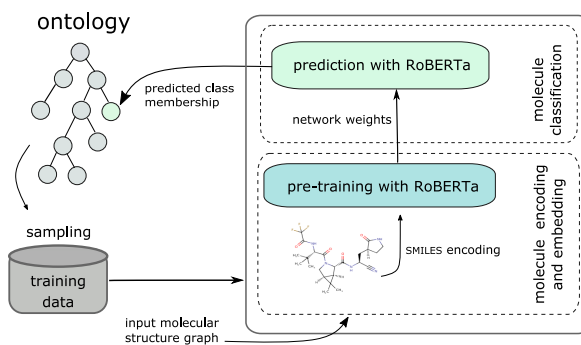 ontology
prediction with RoBERTa
predicted class
membership
network weights
molecule
classification
pre-training with RoBERTa
sampling
training
data
SMILES encoding
molecule encoding
and embedding
input molecular
structure graph